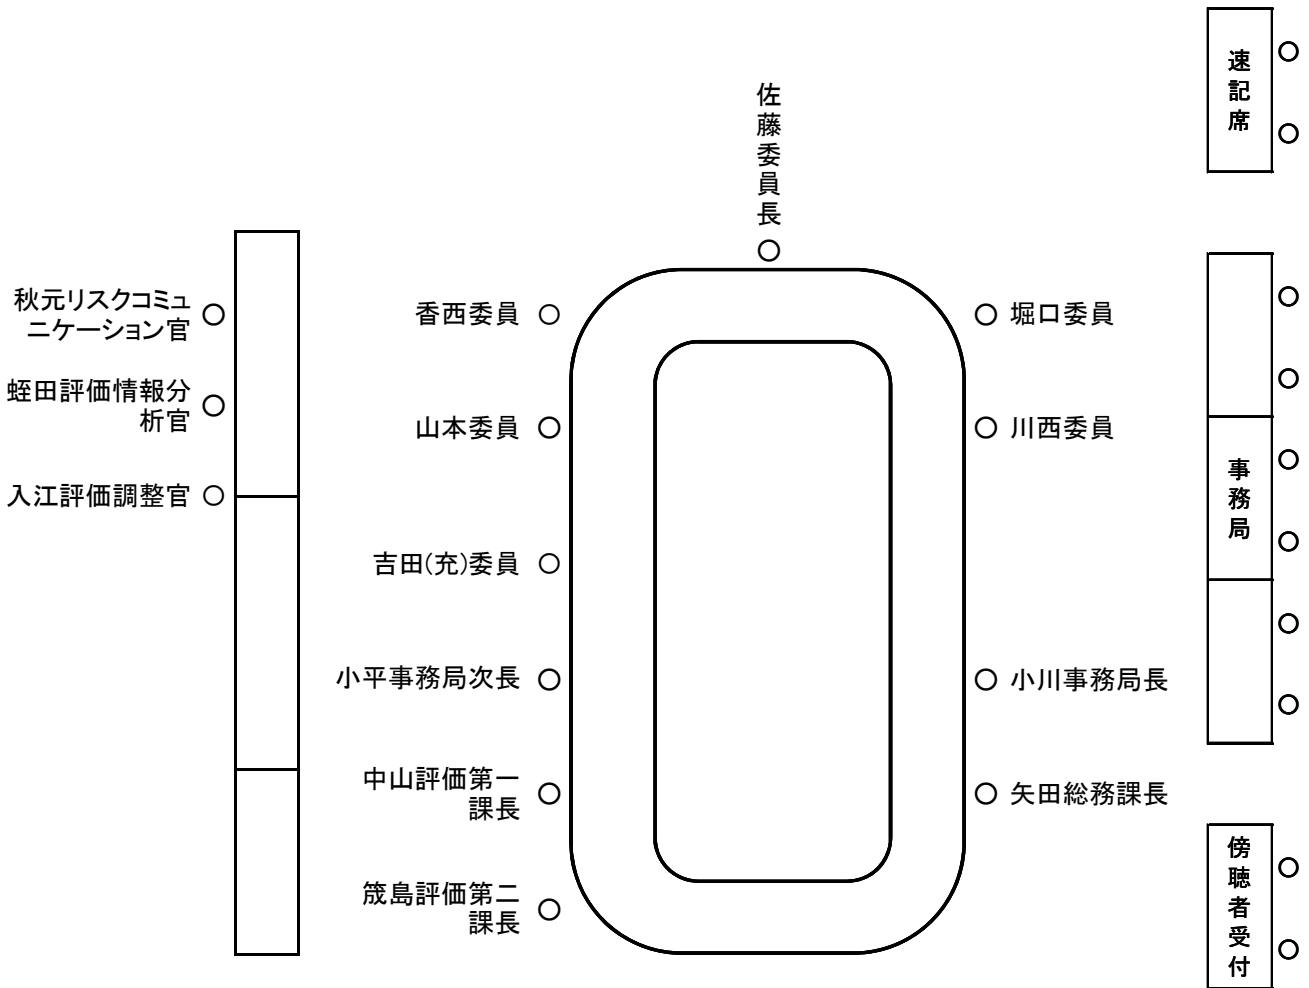 速記席
佐藤委員長
秋元リスクコミュ
ニケーション官
蛭田評価情報分
析官
入江評価調整官
香西委員
山本委員
吉田(充)委員
小平事務局次長
中山評価第一
課長
筬島評価第二
課長
堀口委員
川西委員
小川事務局長
矢田総務課長
事務局
傍聴者受付